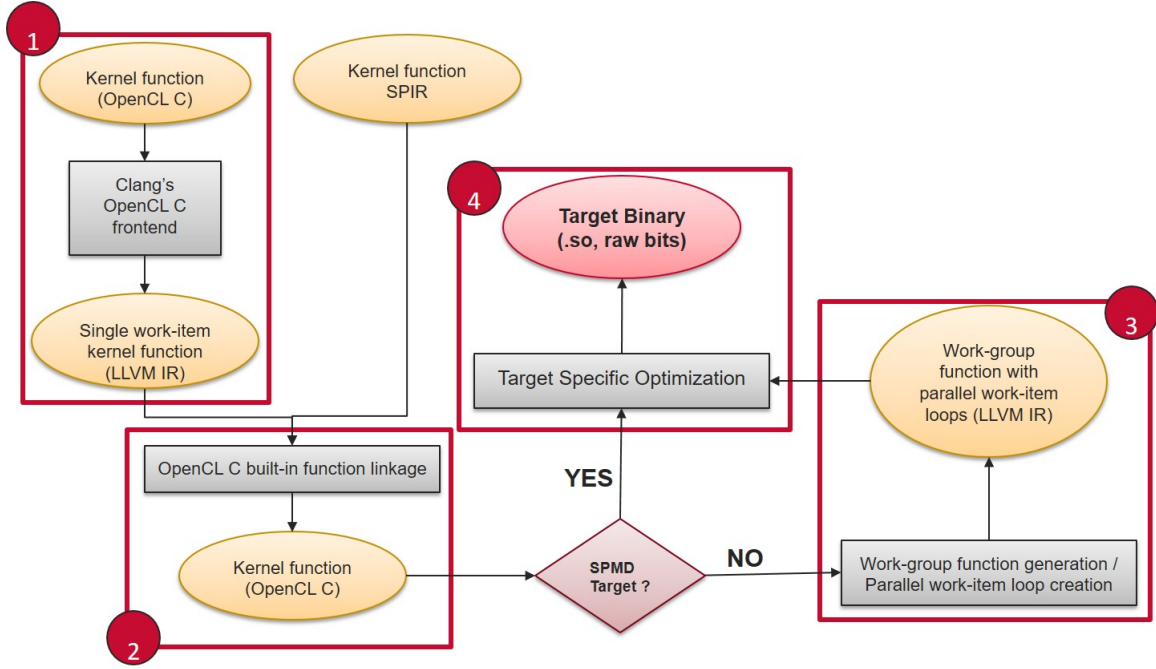 1
Kernel function
(OpenCL C)
Clang's
OpenCL C
frontend
Single work-item
kernel function
(LLVM IR)
Kernel function
SPIR
2
OpenCL C built-in function linkage
Kernel function
(OpenCL C)
SPMD
Target ?
YES
NO
3
Work-group function generation /
Parallel work-item loop creation
Work-group
function with
parallel work-item
loops (LLVM IR)
4
Target Specific Optimization
Target Binary
(.so, raw bits)